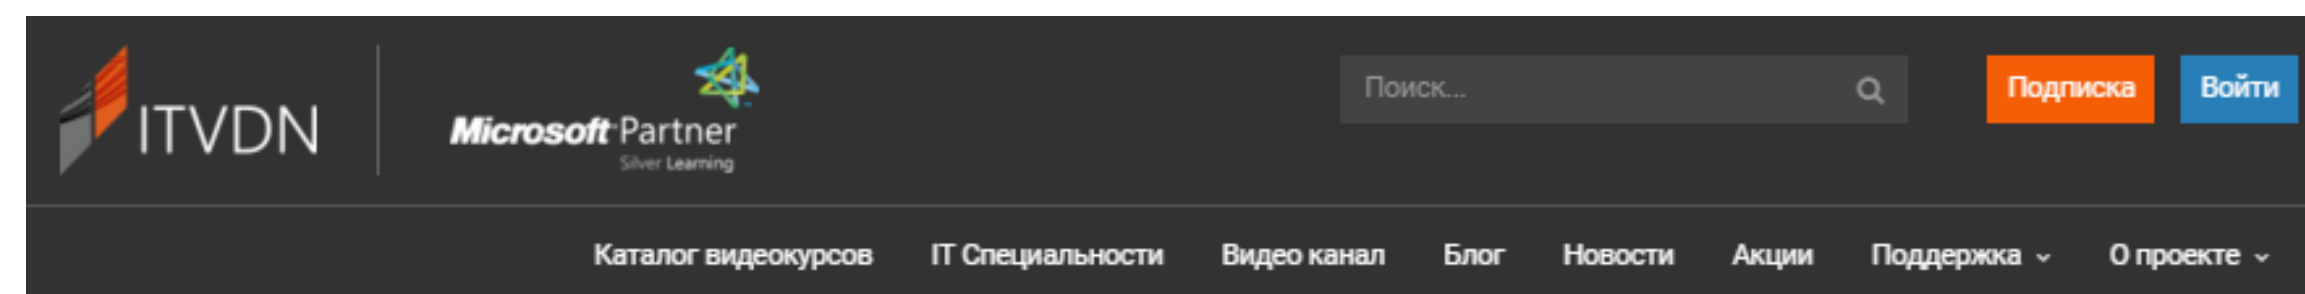 ITVDN
Microsoft Partner
Silver Learning
Поиск...
Подписка
Войти
Каталог видеокурсов IT Специальности Видео канал Блог Новости Акции Поддержка О проекте